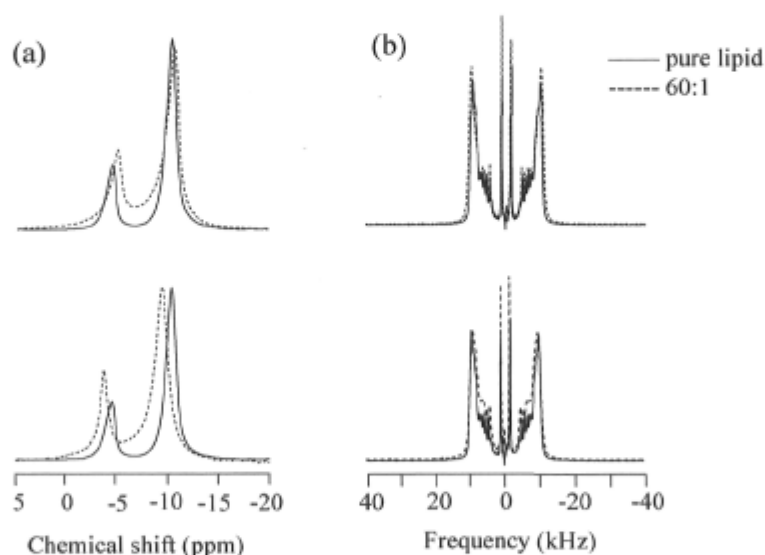 (a)
(b)
pure lipid
60:1
5 0 -5 -10 -15 -20
40 20 0 -20 -40
Chemical shift (ppm)
Frequency (kHz)